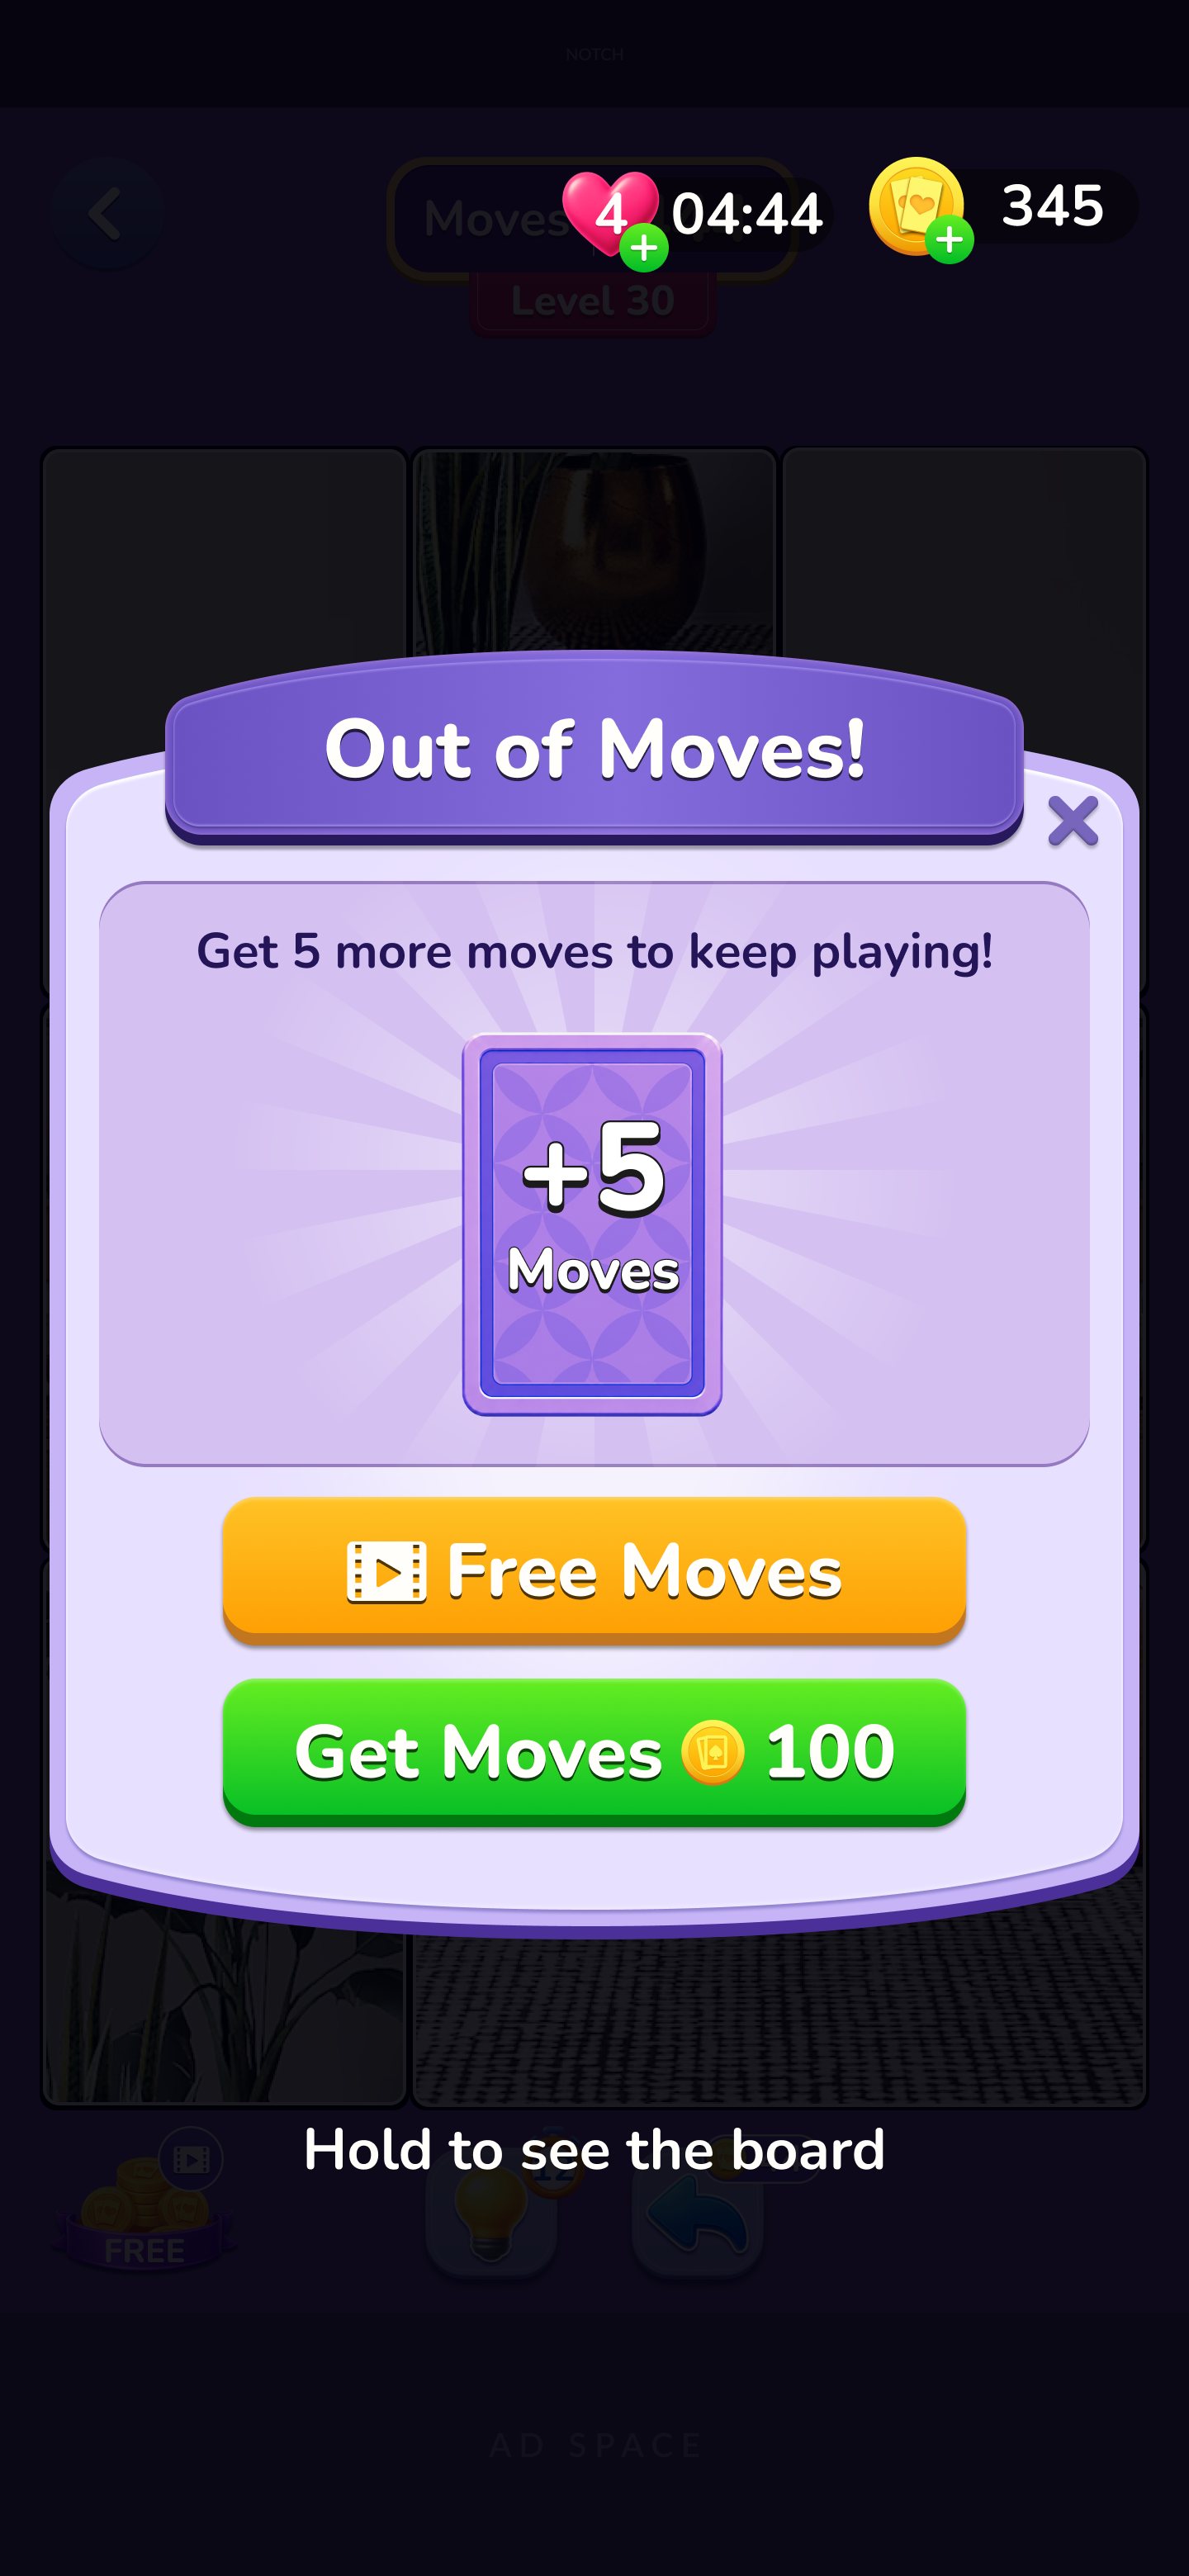 NOTCH
4 04:44
345
Moves
Level 30
Out of Moves!
Get 5 more moves to keep playing!
+5
Moves
Free Moves
Get Moves 100
Hold to see the board
12
FREE
AD SPACE